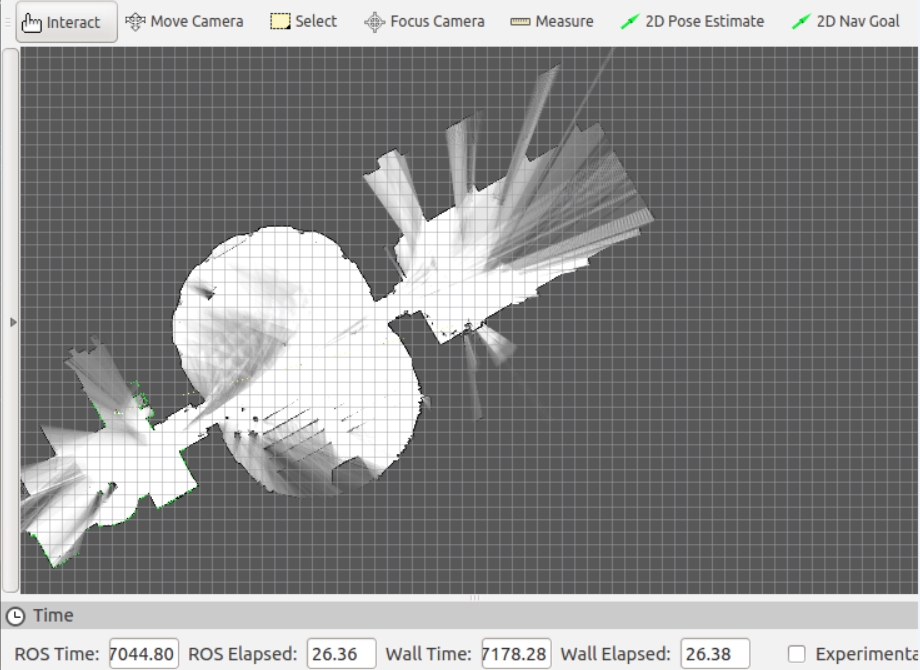 Interact Move Camera Select Focus Camera Measure 2D Pose Estimate 2D Nav Goal
Time
ROS Time: 7044.80 ROS Elapsed: 26.36 Wall Time: 7178.28 Wall Elapsed: 26.38 Experimenta